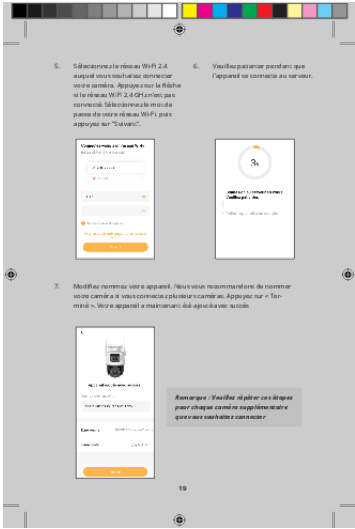 5. Sélectionnez le réseau Wi-Fi 2.4
auquel vous souhaitez connecter
votre caméra. Appuyez sur la flèche
si le réseau WiFi 2,4 GHz n'est pas
connecté. Sélectionnez le mot de
passe de votre réseau Wi-Fi, puis
appuyez sur "Suivant".
6. Veuillez patienter pendant que
l'appareil se connecte au serveur.
3%
7. Modifiez nommez votre appareil. Nous vous recommandons de nommer
votre caméra si vous connectez plusieurs caméras. Appuyez sur « Ter-
miné ». Votre appareil a maintenant été ajouté avec succès
Remarque : Veuillez répéter ces étapes
pour chaque caméra supplémentaire
que vous souhaitez connecter
19